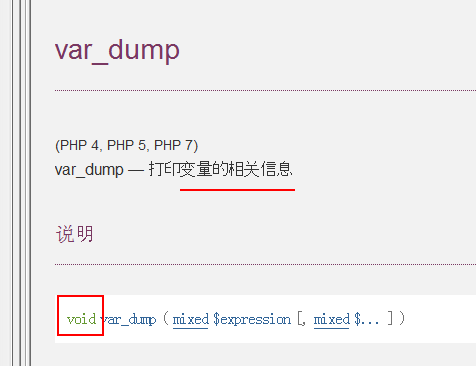 var_dump
(PHP 4, PHP 5, PHP 7)
var_dump — 打印变量的相关信息
说明
void var_dump ( mixed $expression [, mixed $... ] )